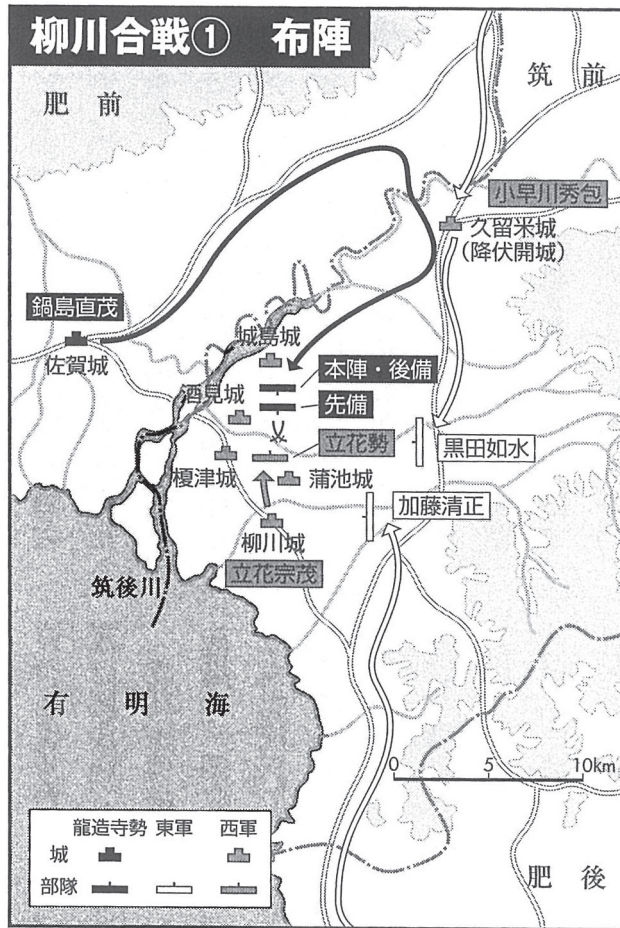 柳川合戦① 布陣
肥前
筑前
小早川秀包
久留米城
(降伏開城)
鍋島直茂
佐賀城
城島城
本陣・後備
酒見城
先備
立花勢
黒田如水
榎津城
蒲池城
加藤清正
柳川城
立花宗茂
筑後川
有明海
0 5 10km
龍造寺勢 東軍 西軍
城
部隊
肥後